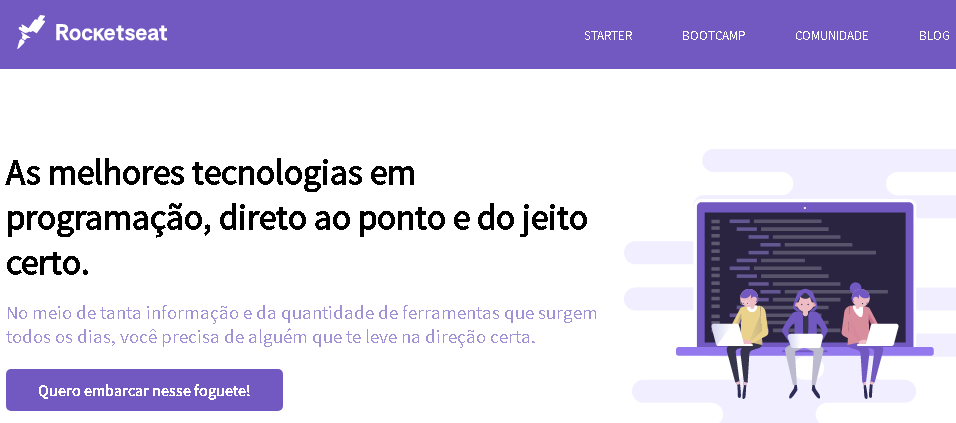 Rocketseat
STARTER BOOTCAMP COMUNIDADE BLOG
As melhores tecnologias em
programação, direto ao ponto e do jeito
certo.
No meio de tanta informação e da quantidade de ferramentas que surgem
todos os dias, você precisa de alguém que te leve na direção certa.
Quero embarcar nesse foguete!